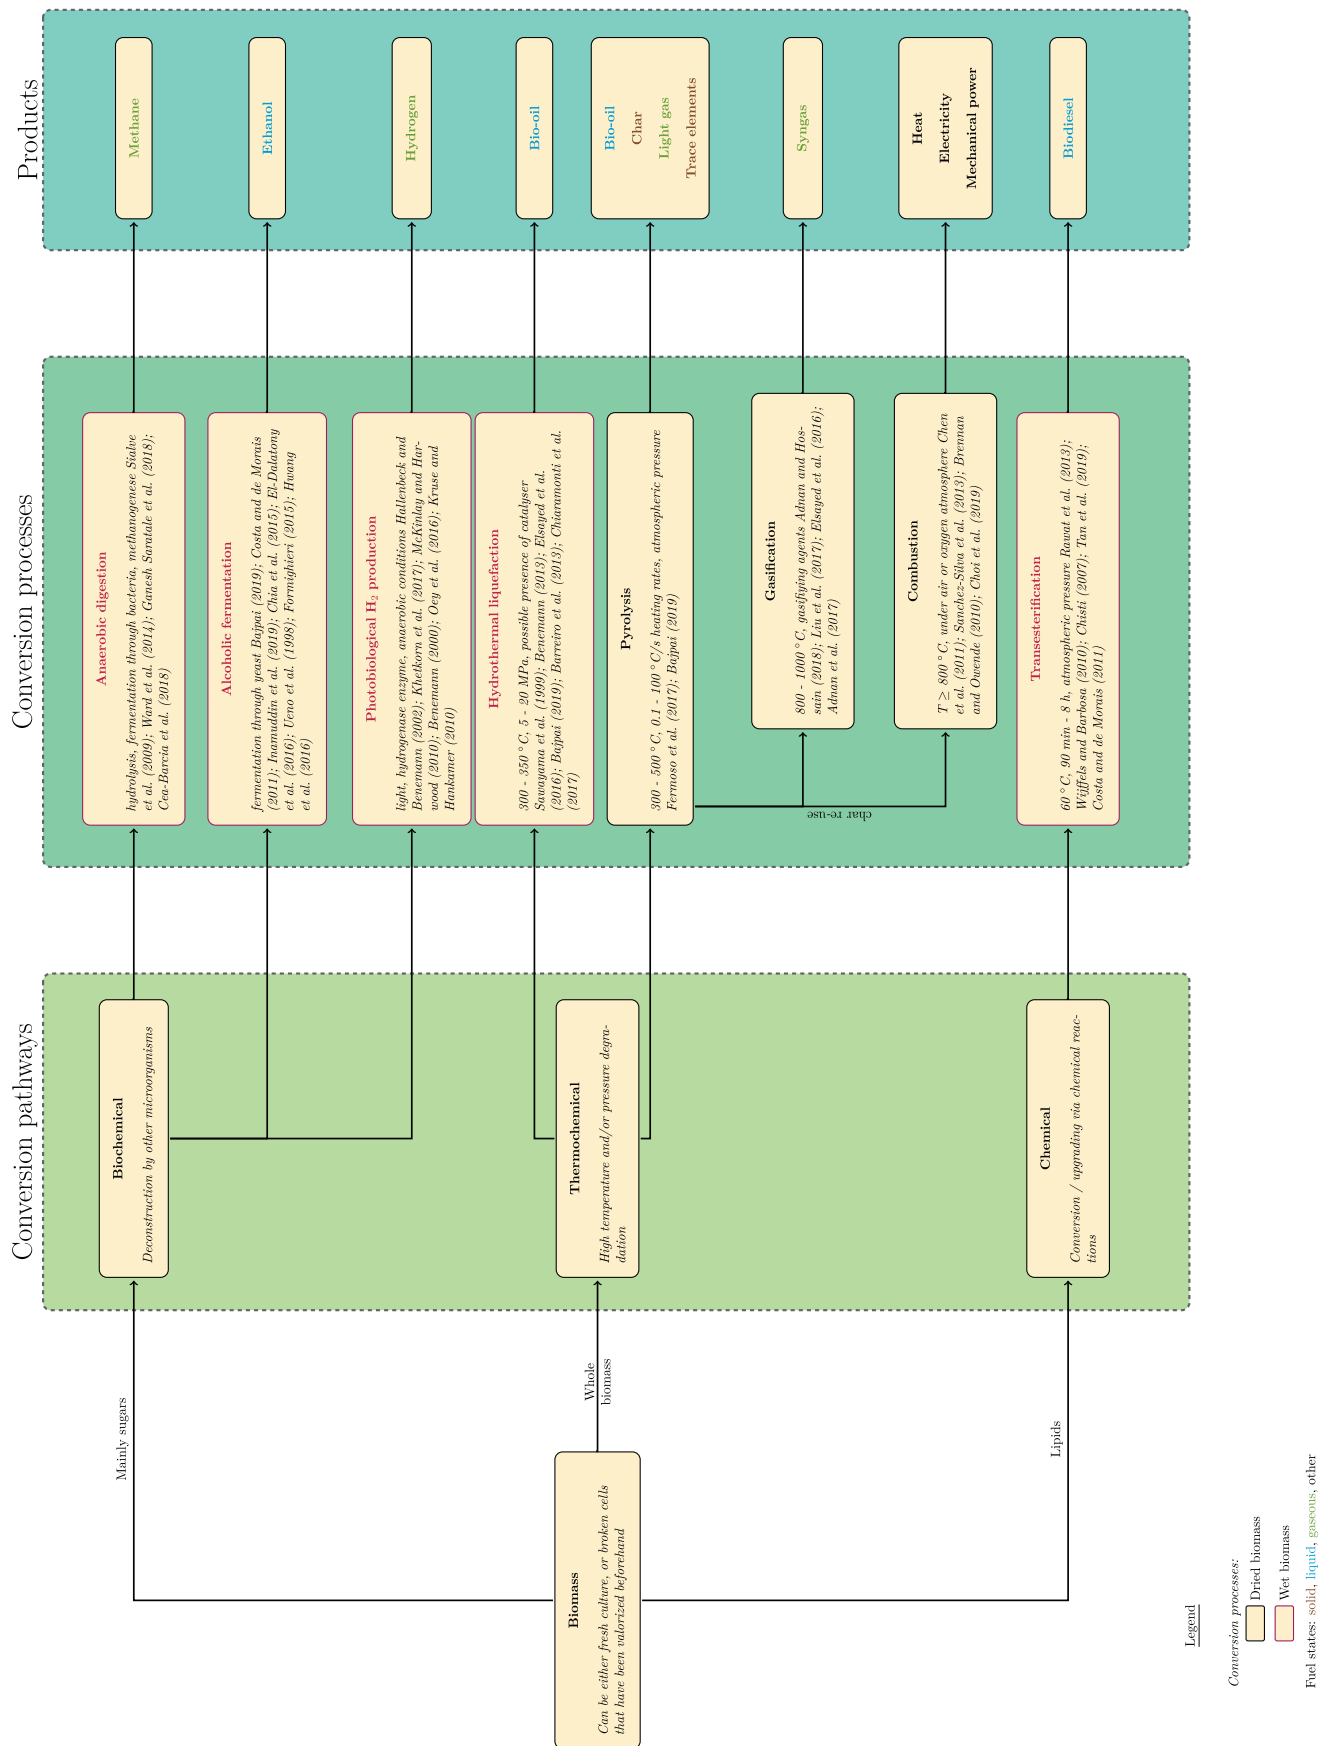 Biomass
Can be either fresh culture, or broken cells
that have been valorized beforehand
Mainly sugars
Whole
biomass
Lipids
Conversion pathways
Biochemical
Deconstruction by other microorganisms
Thermochemical
High temperature and/or pressure degra-
dation
Chemical
Conversion / upgrading via chemical reac-
tions
Conversion processes
Anaerobic digestion
hydrolysis, fermentation through bacteria, methanogenese Sialve
et al. (2009); Ward et al. (2014); Ganesh Saratale et al. (2018);
Cea-Barcia et al. (2018)
Alcoholic fermentation
fermentation through yeast Bajpai (2019); Costa and de Morais
(2011); Inamuddin et al. (2019); Chia et al. (2015); El-Dalatony
et al. (2016); Ueno et al. (1998); Fornighieri (2015); Hwang
et al. (2016)
Photobiological H₂ production
light, hydrogenase enzyme, anaerobic conditions Hallenbeck and
Benemann (2002); Khetkorn et al. (2017); McKinlay and Har-
wood (2010); Benemann (2000); Oey et al. (2016); Kruse and
Hankamer (2010)
Hydrothermal liquefaction
300 - 350 °C, 5 - 20 MPa, possible presence of catalyser
Sawayama et al. (1999); Benemann (2013); Elsayed et al.
(2016); Bajpai (2019); Barreiro et al. (2013); Chiaramonti et al.
(2017)
Pyrolysis
300 - 500 °C, 0.1 - 100 °C/s heating rates, atmospheric pressure
Fermoso et al. (2017); Bajpai (2019)
char re-use
Gasification
800 - 1000 °C, gasifiying agents Adnan and Hos-
sain (2018); Liu et al. (2017); Elsayed et al. (2016);
Adnan et al. (2017)
Combustion
T ≥ 800 °C, under air or oxygen atmosphere Chen
et al. (2011); Sanchez-Silva et al. (2013); Brennan
and Owende (2010); Choi et al. (2019)
Transesterification
60 °C, 90 min - 8 h, atmospheric pressure Rawat et al. (2013);
Wijffels and Barbosa (2010); Chisti (2007); Tan et al. (2019);
Costa and de Morais (2011)
Products
Methane
Ethanol
Hydrogen
Bio-oil
Bio-oil
Char
Light gas
Trace elements
Syngas
Heat
Electricity
Mechanical power
Biodiesel
Legend
Conversion processes:
Dried biomass
Wet biomass
Fuel states: solid, liquid, gaseous, other